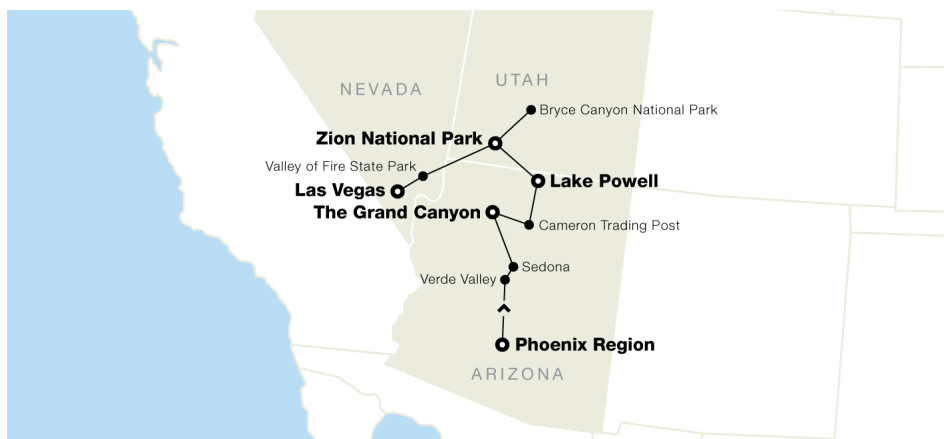 UTAH
NEVADA
Bryce Canyon National Park
Zion National Park
Valley of Fire State Park
Lake Powell
Las Vegas
The Grand Canyon
Cameron Trading Post
Sedona
Verde Valley
Phoenix Region
ARIZONA